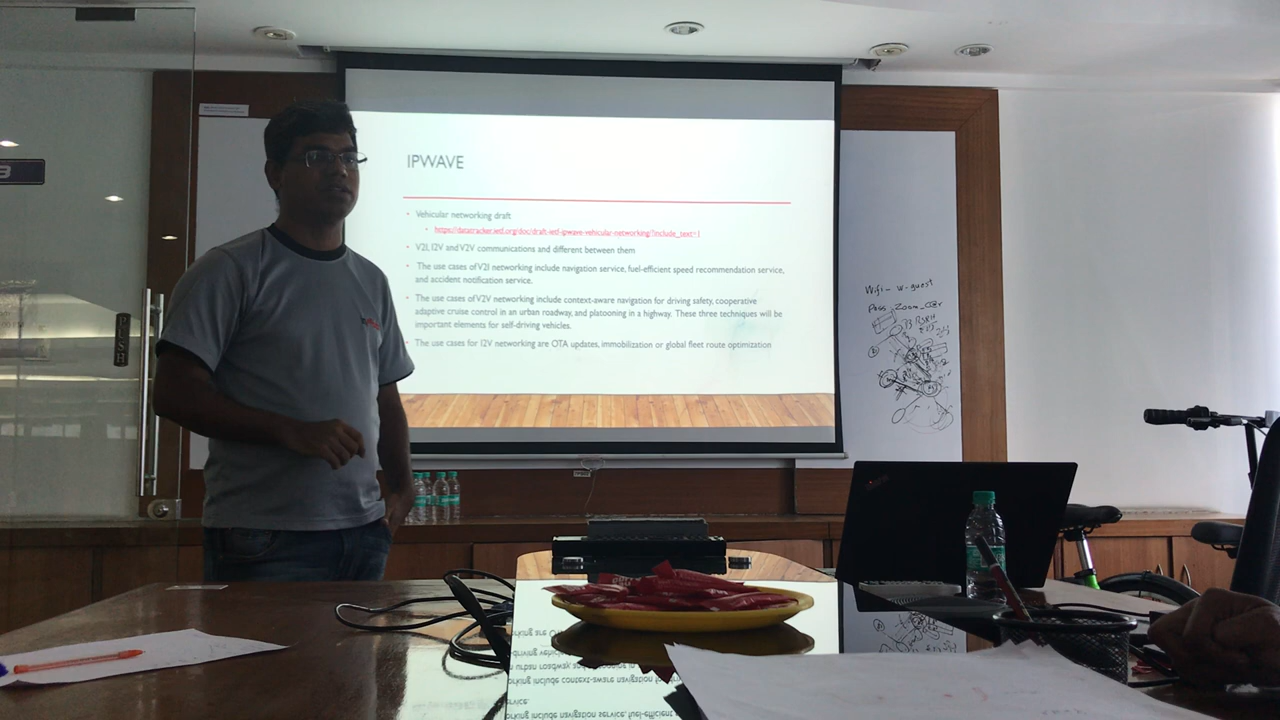 IPWAVE
• Vehicular networking draft
• https://datatracker.ietf.org/doc/draft-ietf-ipwave-vehicular-networking/?include_text=1
• V2I, I2V and V2V communications and different between them
• The use cases of V2I networking include navigation service, fuel-efficient speed recommendation service,
and accident notification service.
• The use cases of V2V networking include context-aware navigation for driving safety, cooperative
adaptive cruise control in an urban roadway, and platooning in a highway. These three techniques will be
important elements for self-driving vehicles.
• The use cases for I2V networking are OTA updates, immobilization or global fleet route optimization
Wifi - w-guest
Pass: Zoom_C@r
PUSH